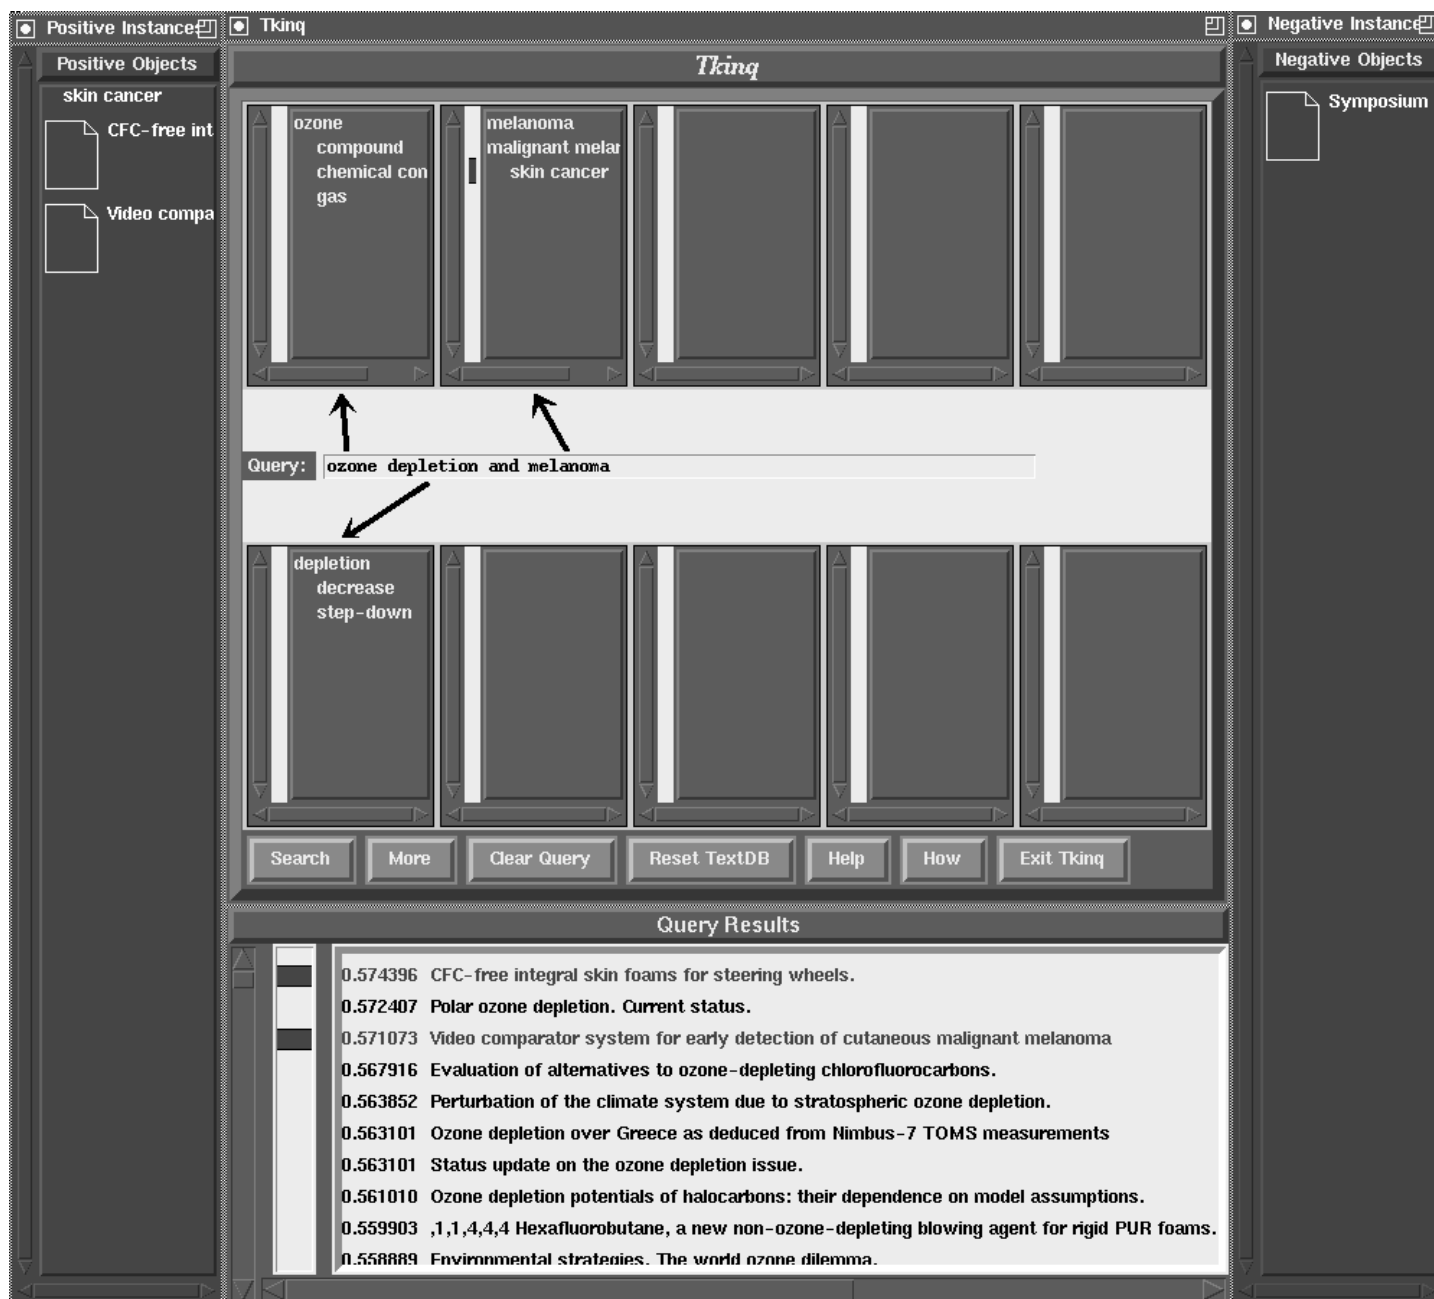 Positive Instances
Positive Objects
skin cancer
CFC-free int
Video compa
Tkinq
Tkinq
ozone
compound
chemical con
gas
melanoma
malignant melar
skin cancer
Query: ozone depletion and melanoma
depletion
decrease
step-down
Search More Clear Query Reset TextDB Help How Exit Tkinq
Query Results
0.574396 CFC-free integral skin foams for steering wheels.
0.572407 Polar ozone depletion. Current status.
0.571073 Video comparator system for early detection of cutaneous malignant melanoma
0.567916 Evaluation of alternatives to ozone-depleting chlorofluorocarbons.
0.563852 Perturbation of the climate system due to stratospheric ozone depletion.
0.563101 Ozone depletion over Greece as deduced from Nimbus-7 TOMS measurements
0.563101 Status update on the ozone depletion issue.
0.561010 Ozone depletion potentials of halocarbons: their dependence on model assumptions.
0.559903 ,1,1,4,4,4 Hexafluorobutane, a new non-ozone-depleting blowing agent for rigid PUR foams.
0.558889 Environmental strategies. The world ozone dilemma.
Negative Instance
Negative Objects
Symposium